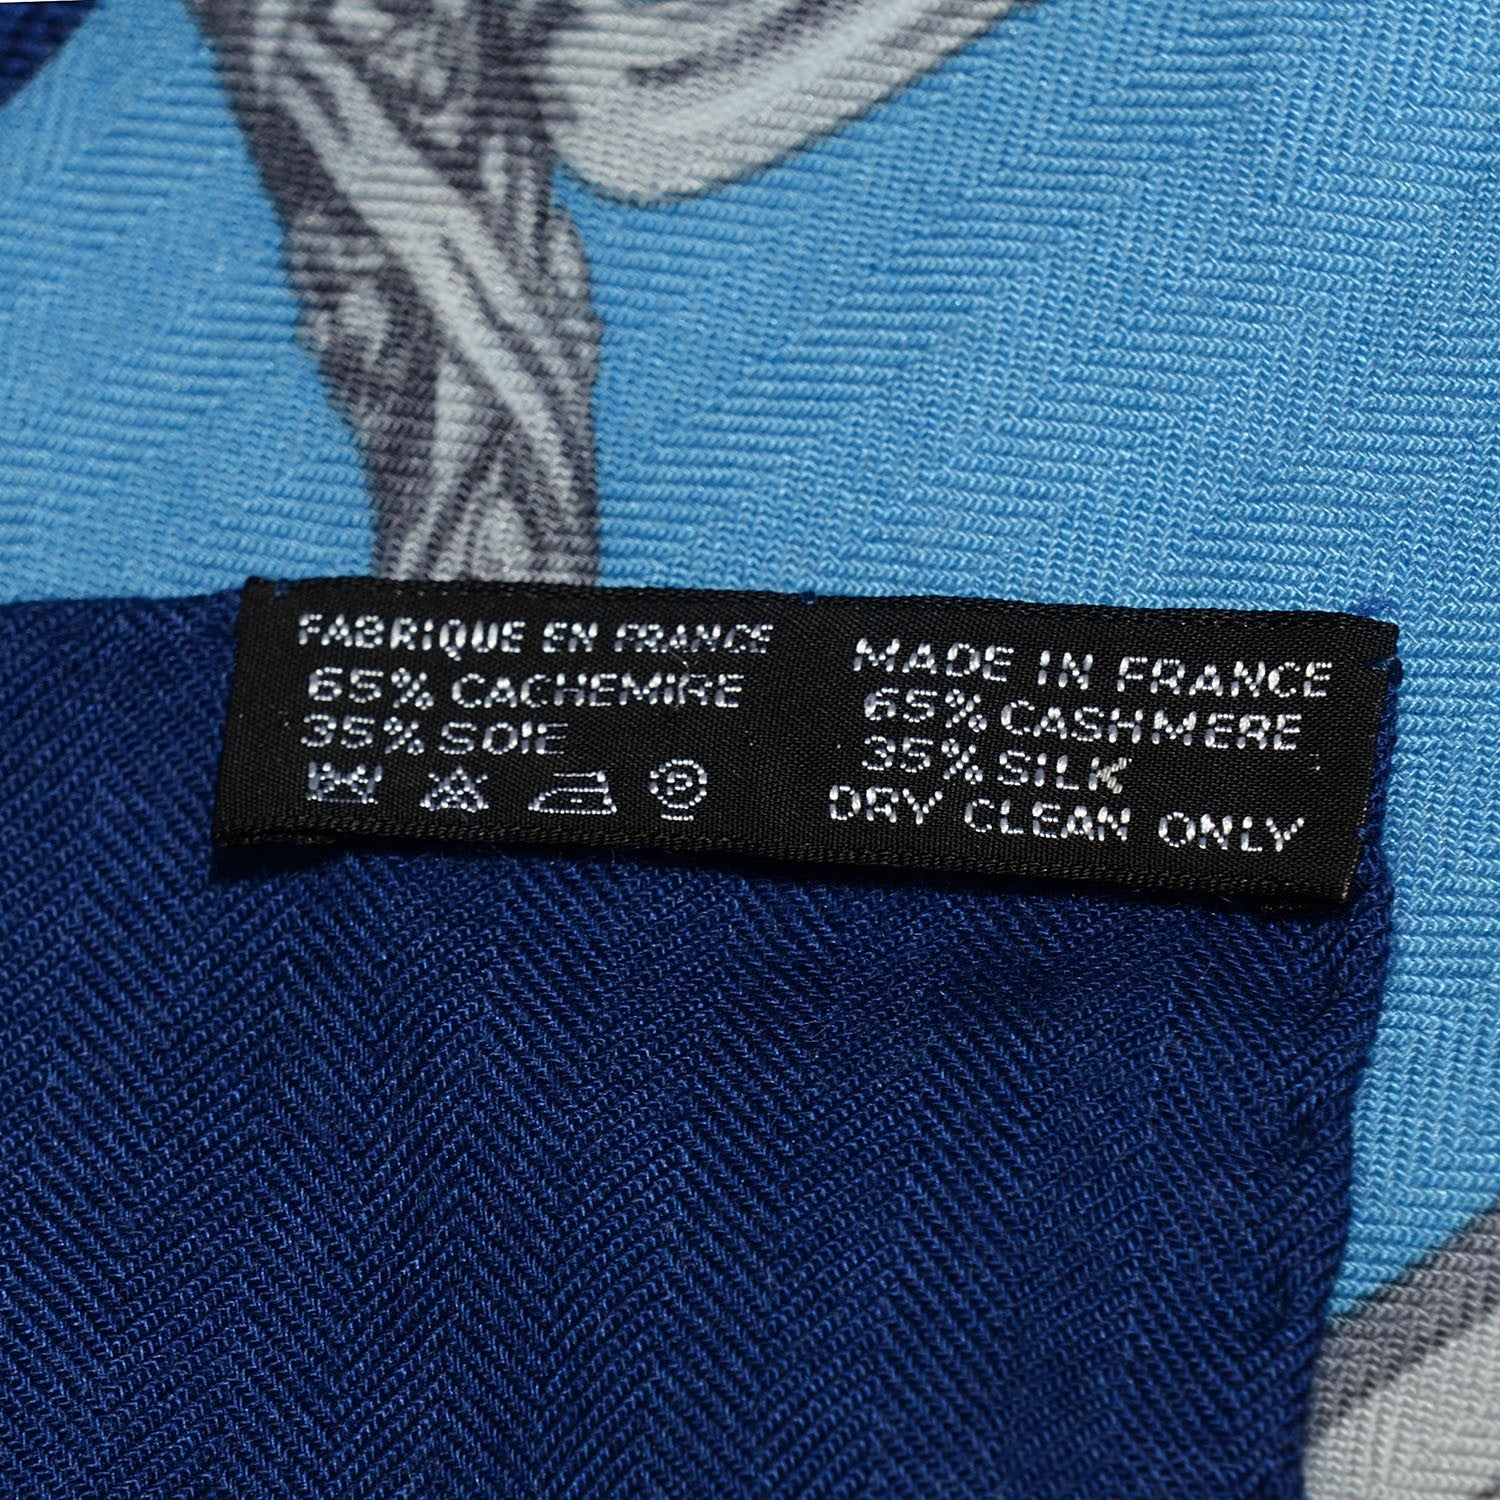 FABRIQUE EN FRANCE
65% CACHEMIRE
35% SOIE
P
MADE IN FRANCE
65% CASHMERE
35% SILK
DRY CLEAN ONLY